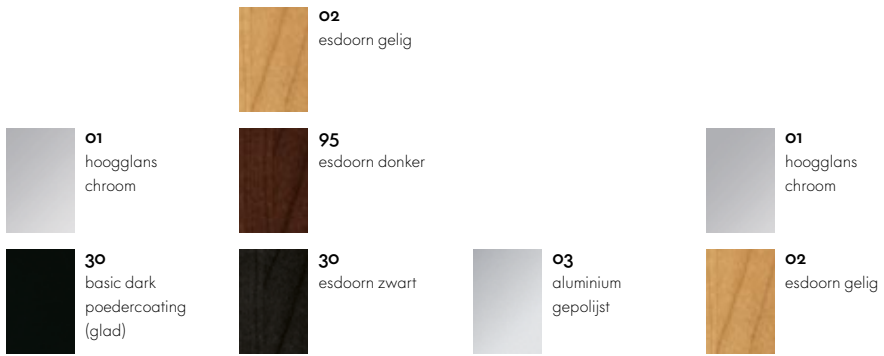 02
esdoorn gelig
01
hoogglans
chroom
95
esdoorn donker
01
hoogglans
chroom
30
basic dark
poedercoating
(glad)
30
esdoorn zwart
03
aluminium
gepolijst
02
esdoorn gelig